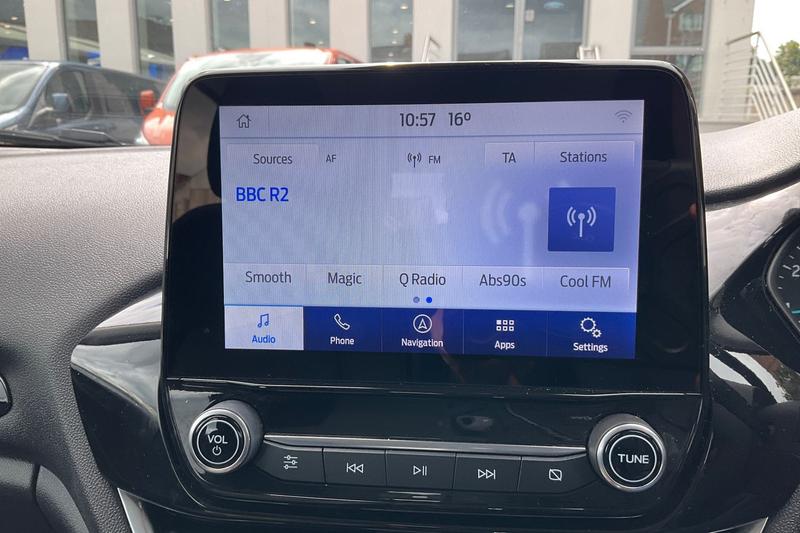 10:57 16º
Sources AF FM TA Stations
BBC R2
Smooth Magic Q Radio Abs90s Cool FM
Audio Phone Navigation Apps Settings
VOL
TUNE